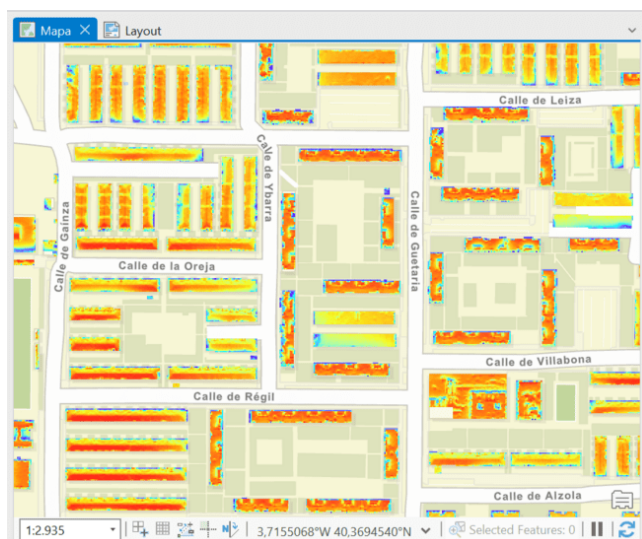 Mapa
Layout
Calle de Leiza
Calle de Ybarra
Calle de Gainza
Calle de Guetaria
Calle de la Oreja
Calle de Villabona
Calle de Régil
Calle de Alzola
1:2.935
3,7155068°W 40,3694540°N
Selected Features: 0